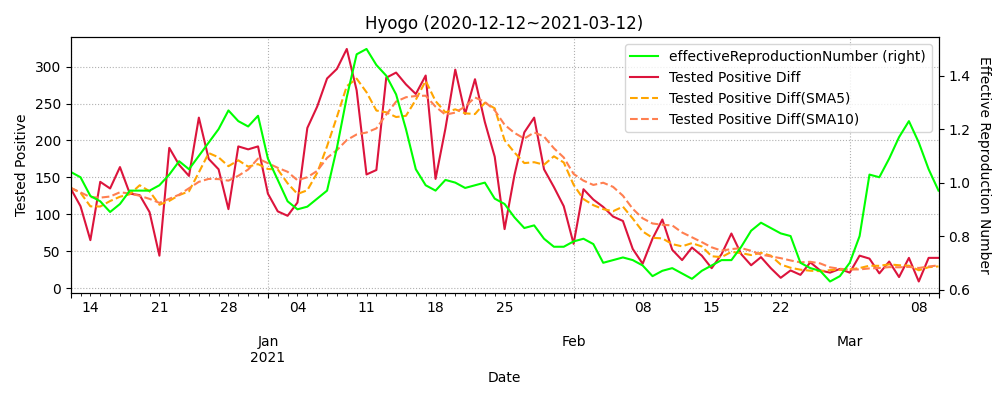 Hyogo (2020-12-12~2021-03-12)
effectiveReproductionNumber (right)
Tested Positive Diff
Tested Positive Diff(SMA5)
Tested Positive Diff(SMA10)
Tested Positive
300
250
200
150
100
50
0
Effective Reproduction Number
1.4
1.2
1.0
0.8
0.6
14 21 28 04 11 18 25 08 15 22 08
Jan Feb Mar
2021
Date